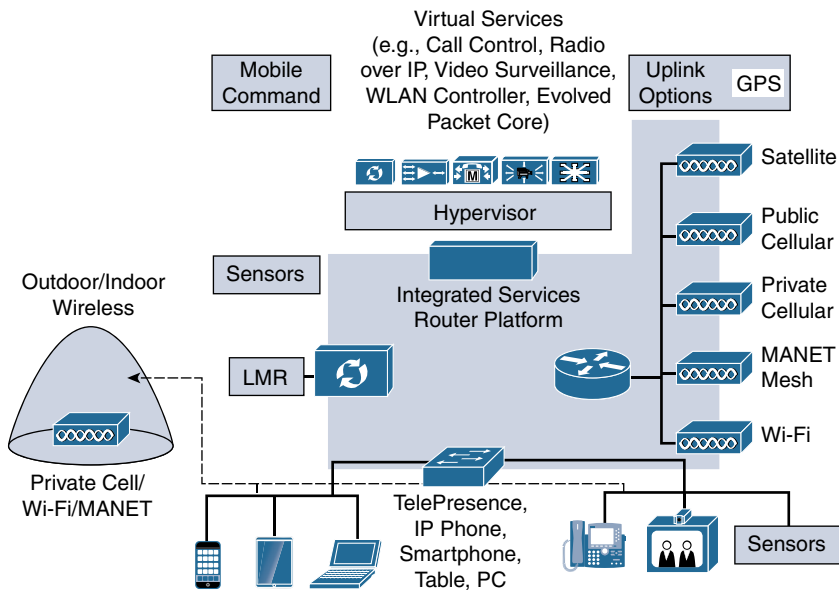 Virtual Services
(e.g., Call Control, Radio
over IP, Video Surveillance,
WLAN Controller, Evolved
Packet Core)
Mobile
Command
Uplink
Options
GPS
M
Hypervisor
Satellite
Public
Cellular
Private
Cellular
MANET
Mesh
Wi-Fi
Sensors
Integrated Services
Router Platform
LMR
Outdoor/Indoor
Wireless
Private Cell/
Wi-Fi/MANET
TelePresence,
IP Phone,
Smartphone,
Table, PC
Sensors